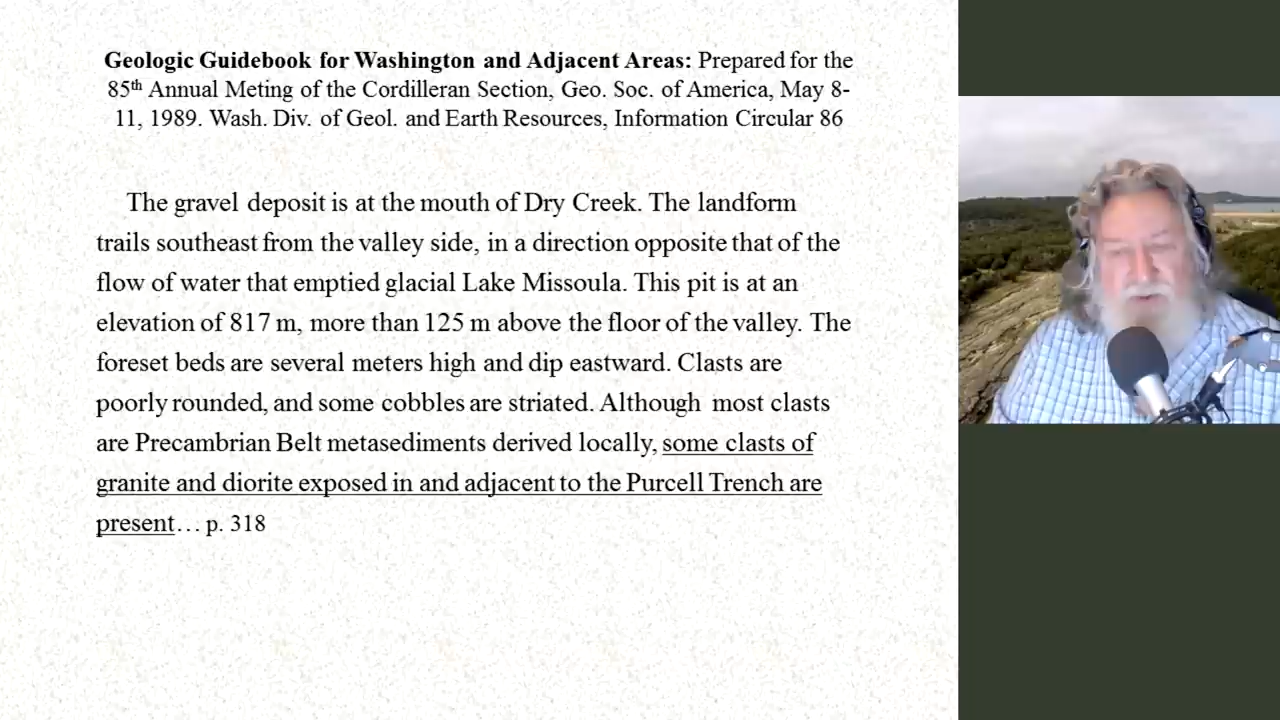 Geologic Guidebook for Washington and Adjacent Areas: Prepared for the
85th Annual Meting of the Cordilleran Section, Geo. Soc. of America, May 8-
11, 1989. Wash. Div. of Geol. and Earth Resources, Information Circular 86
The gravel deposit is at the mouth of Dry Creek. The landform
trails southeast from the valley side, in a direction opposite that of the
flow of water that emptied glacial Lake Missoula. This pit is at an
elevation of 817 m, more than 125 m above the floor of the valley. The
foreset beds are several meters high and dip eastward. Clasts are
poorly rounded, and some cobbles are striated. Although most clasts
are Precambrian Belt metasediments derived locally, some clasts of
granite and diorite exposed in and adjacent to the Purcell Trench are
present… p. 318